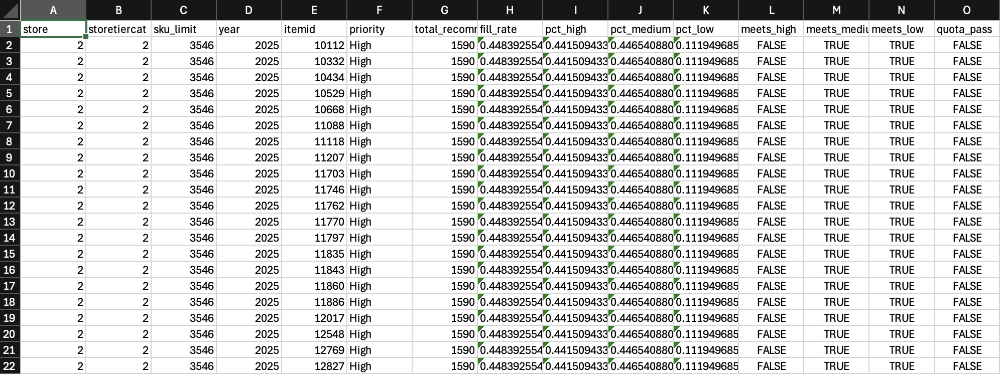 A B C D E F G H I J K L M N O
1 store storetiercat sku_limit year itemid priority total_recomr fill_rate pct_high pct_medium pct_low meets_high meets_mediu meets_low quota_pass
2 2 2 3546 2025 10112 High 1590 0.448392554 0.441509433 0.446540880 0.111949685 FALSE TRUE TRUE FALSE
3 2 2 3546 2025 10332 High 1590 0.448392554 0.441509433 0.446540880 0.111949685 FALSE TRUE TRUE FALSE
4 2 2 3546 2025 10434 High 1590 0.448392554 0.441509433 0.446540880 0.111949685 FALSE TRUE TRUE FALSE
5 2 2 3546 2025 10529 High 1590 0.448392554 0.441509433 0.446540880 0.111949685 FALSE TRUE TRUE FALSE
6 2 2 3546 2025 10668 High 1590 0.448392554 0.441509433 0.446540880 0.111949685 FALSE TRUE TRUE FALSE
7 2 2 3546 2025 11088 High 1590 0.448392554 0.441509433 0.446540880 0.111949685 FALSE TRUE TRUE FALSE
8 2 2 3546 2025 11118 High 1590 0.448392554 0.441509433 0.446540880 0.111949685 FALSE TRUE TRUE FALSE
9 2 2 3546 2025 11207 High 1590 0.448392554 0.441509433 0.446540880 0.111949685 FALSE TRUE TRUE FALSE
10 2 2 3546 2025 11703 High 1590 0.448392554 0.441509433 0.446540880 0.111949685 FALSE TRUE TRUE FALSE
11 2 2 3546 2025 11746 High 1590 0.448392554 0.441509433 0.446540880 0.111949685 FALSE TRUE TRUE FALSE
12 2 2 3546 2025 11762 High 1590 0.448392554 0.441509433 0.446540880 0.111949685 FALSE TRUE TRUE FALSE
13 2 2 3546 2025 11770 High 1590 0.448392554 0.441509433 0.446540880 0.111949685 FALSE TRUE TRUE FALSE
14 2 2 3546 2025 11797 High 1590 0.448392554 0.441509433 0.446540880 0.111949685 FALSE TRUE TRUE FALSE
15 2 2 3546 2025 11835 High 1590 0.448392554 0.441509433 0.446540880 0.111949685 FALSE TRUE TRUE FALSE
16 2 2 3546 2025 11843 High 1590 0.448392554 0.441509433 0.446540880 0.111949685 FALSE TRUE TRUE FALSE
17 2 2 3546 2025 11860 High 1590 0.448392554 0.441509433 0.446540880 0.111949685 FALSE TRUE TRUE FALSE
18 2 2 3546 2025 11886 High 1590 0.448392554 0.441509433 0.446540880 0.111949685 FALSE TRUE TRUE FALSE
19 2 2 3546 2025 12017 High 1590 0.448392554 0.441509433 0.446540880 0.111949685 FALSE TRUE TRUE FALSE
20 2 2 3546 2025 12548 High 1590 0.448392554 0.441509433 0.446540880 0.111949685 FALSE TRUE TRUE FALSE
21 2 2 3546 2025 12769 High 1590 0.448392554 0.441509433 0.446540880 0.111949685 FALSE TRUE TRUE FALSE
22 2 2 3546 2025 12827 High 1590 0.448392554 0.441509433 0.446540880 0.111949685 FALSE TRUE TRUE FALSE